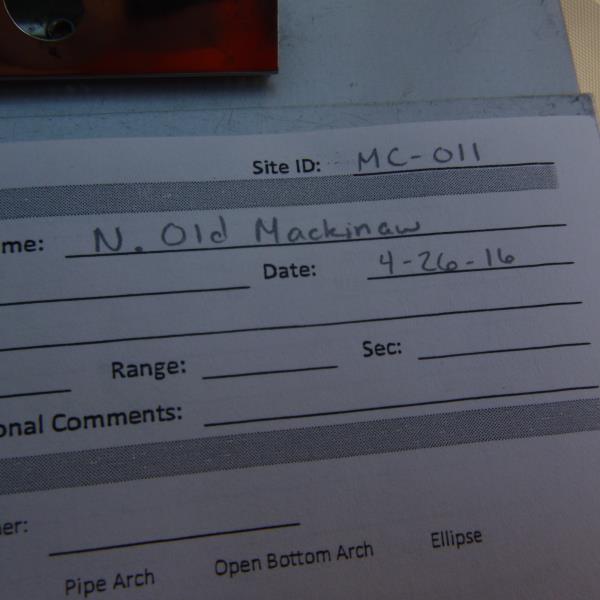 Site ID: MC-011
me: N. Old Mackinaw
Date: 4-26-16
Range: Sec:
onal Comments:
er:
Pipe Arch Open Bottom Arch Ellipse